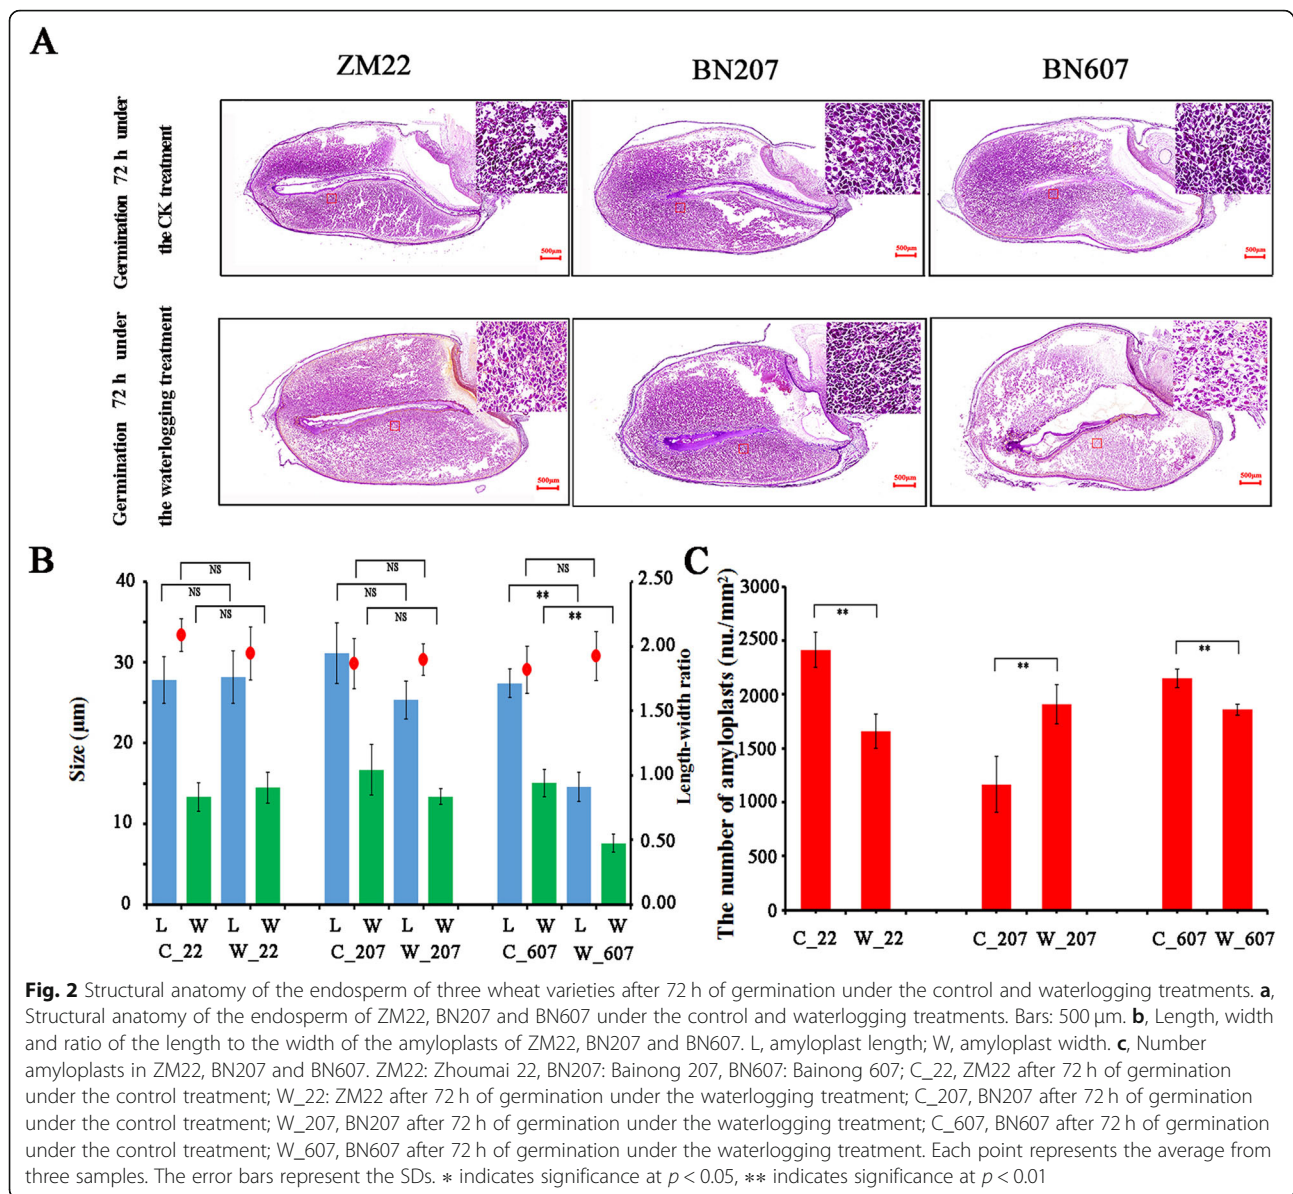 A
ZM22
BN207
BN607
Germination 72 h under
the CK treatment
500μm
500μm
500μm
Germination 72 h under
the waterlogging treatment
500μm
500μm
500μm
B
NS
NS
NS
NS
NS
NS
NS
**
**
Size (μm)
40
30
20
10
0
2.50
2.00
1.50
1.00
0.50
0.00
Length-width ratio
L W L W
L W L W
L W L W
C_22 W_22
C_207 W_207
C_607 W_607
C
The number of amyloplasts (nu./mm²)
3000
2500
2000
1500
1000
500
0
**
**
**
C_22 W_22
C_207 W_207
C_607 W_607
Fig. 2 Structural anatomy of the endosperm of three wheat varieties after 72 h of germination under the control and waterlogging treatments. a,
Structural anatomy of the endosperm of ZM22, BN207 and BN607 under the control and waterlogging treatments. Bars: 500 μm. b, Length, width
and ratio of the length to the width of the amyloplasts of ZM22, BN207 and BN607. L, amyloplast length; W, amyloplast width. c, Number
amyloplasts in ZM22, BN207 and BN607. ZM22: Zhoumai 22, BN207: Bainong 207, BN607: Bainong 607; C_22, ZM22 after 72 h of germination
under the control treatment; W_22: ZM22 after 72 h of germination under the waterlogging treatment; C_207, BN207 after 72 h of germination
under the control treatment; W_207, BN207 after 72 h of germination under the waterlogging treatment; C_607, BN607 after 72 h of germination
under the control treatment; W_607, BN607 after 72 h of germination under the waterlogging treatment. Each point represents the average from
three samples. The error bars represent the SDs. ∗ indicates significance at p < 0.05, ∗∗ indicates significance at p < 0.01